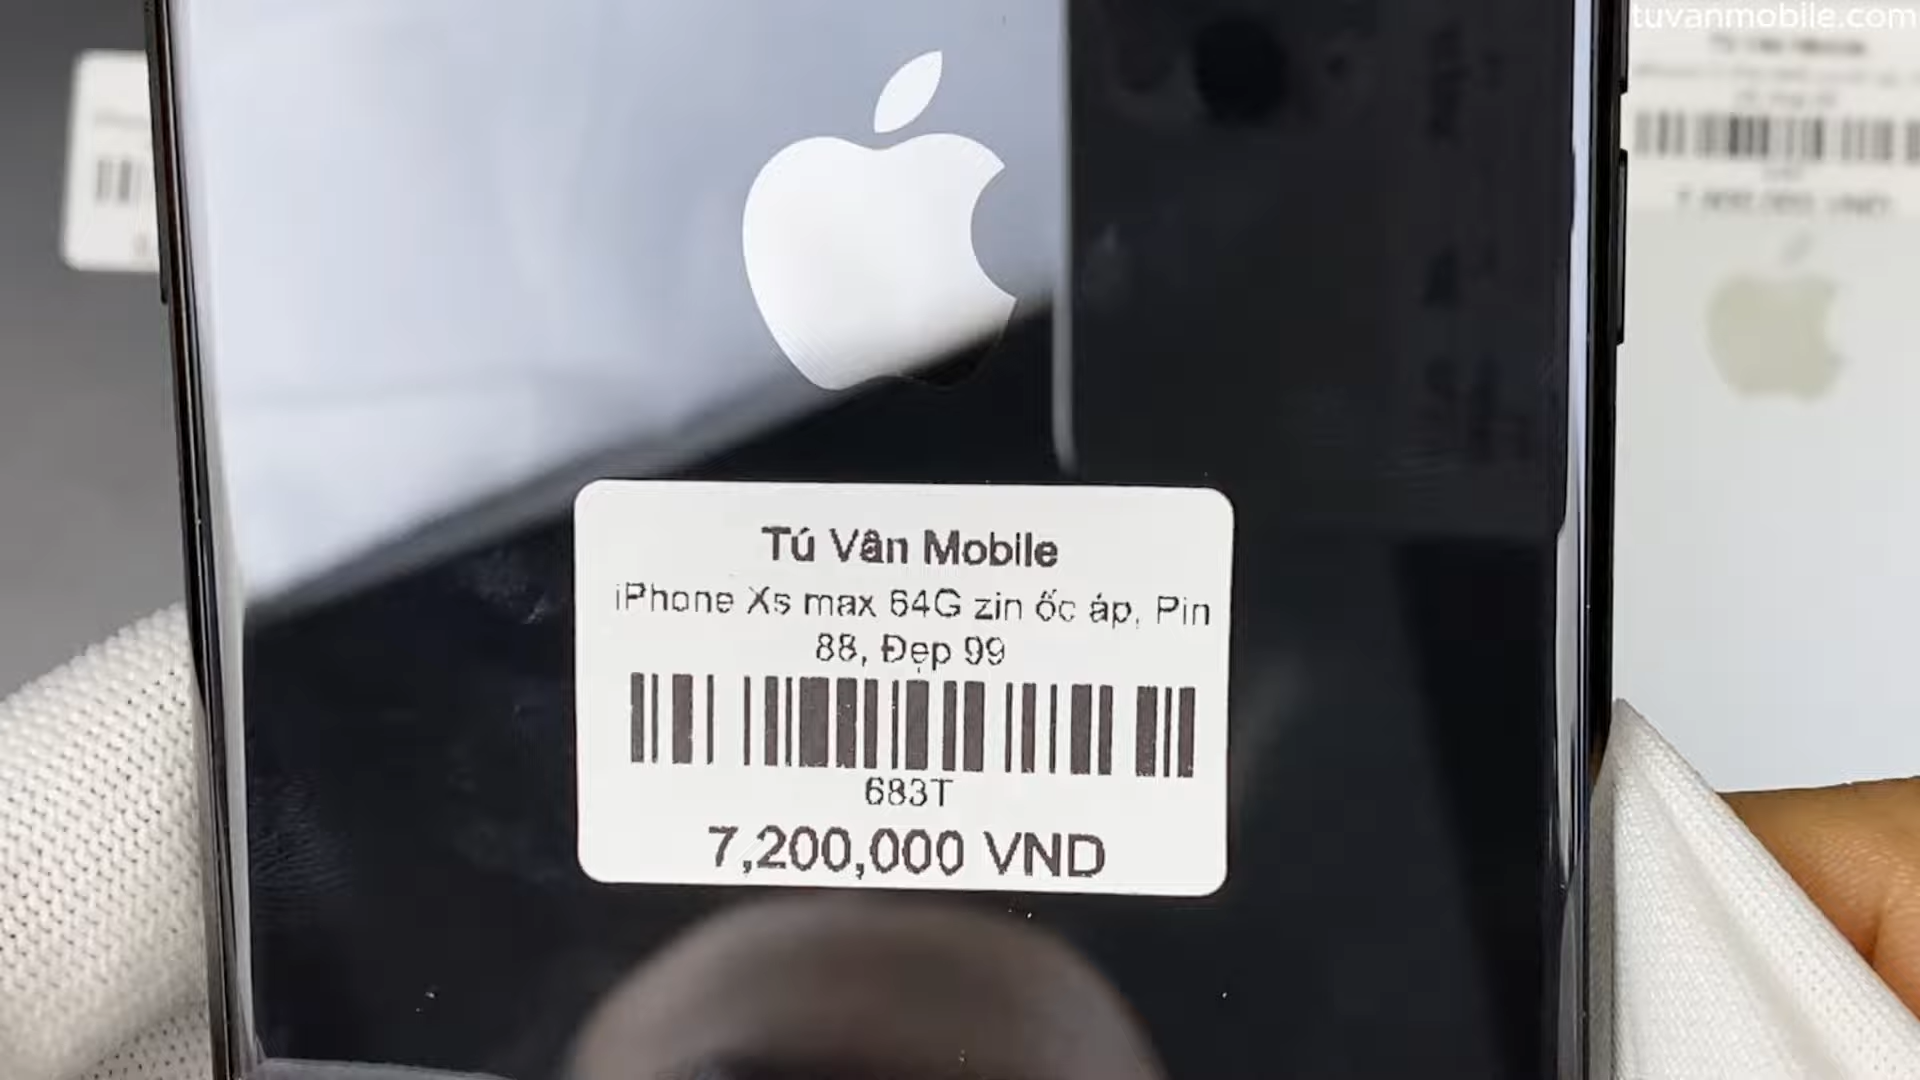 tuvanmobile.com
Tú Vân Mobile
iPhone Xs max 64G zin ốc áp, Pin
88, Đẹp 99
683T
7,200,000 VND